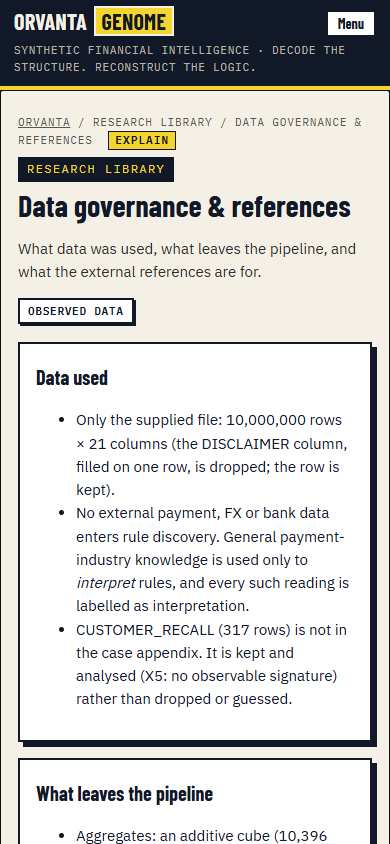 ORVANTA GENOME
Menu
SYNTHETIC FINANCIAL INTELLIGENCE · DECODE THE
STRUCTURE. RECONSTRUCT THE LOGIC.
ORVANTA / RESEARCH LIBRARY / DATA GOVERNANCE &
REFERENCES EXPLAIN
RESEARCH LIBRARY
Data governance & references
What data was used, what leaves the pipeline, and
what the external references are for.
OBSERVED DATA
Data used
• Only the supplied file: 10,000,000 rows
× 21 columns (the DISCLAIMER column,
filled on one row, is dropped; the row is
kept).
• No external payment, FX or bank data
enters rule discovery. General payment-
industry knowledge is used only to
interpret rules, and every such reading is
labelled as interpretation.
• CUSTOMER_RECALL (317 rows) is not in
the case appendix. It is kept and
analysed (X5: no observable signature)
rather than dropped or guessed.
What leaves the pipeline
• Aggregates: an additive cube (10,396